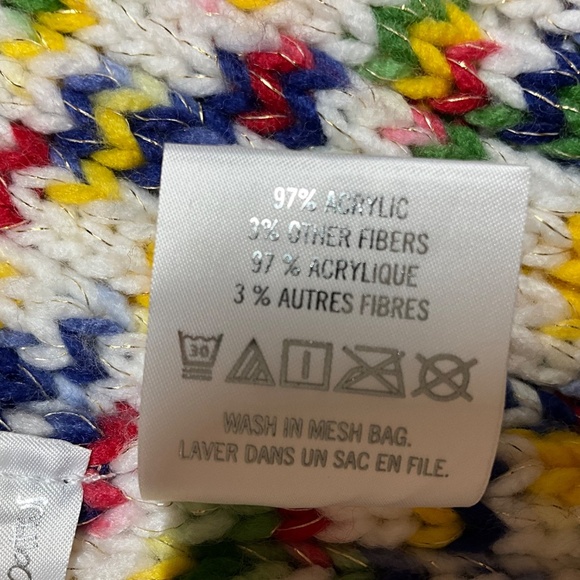 97% ACRYLIC
3% OTHER FIBERS
97 % ACRYLIQUE
3 % AUTRES FIBRES
30
WASH IN MESH BAG.
LAVER DANS UN SAC EN FILE.